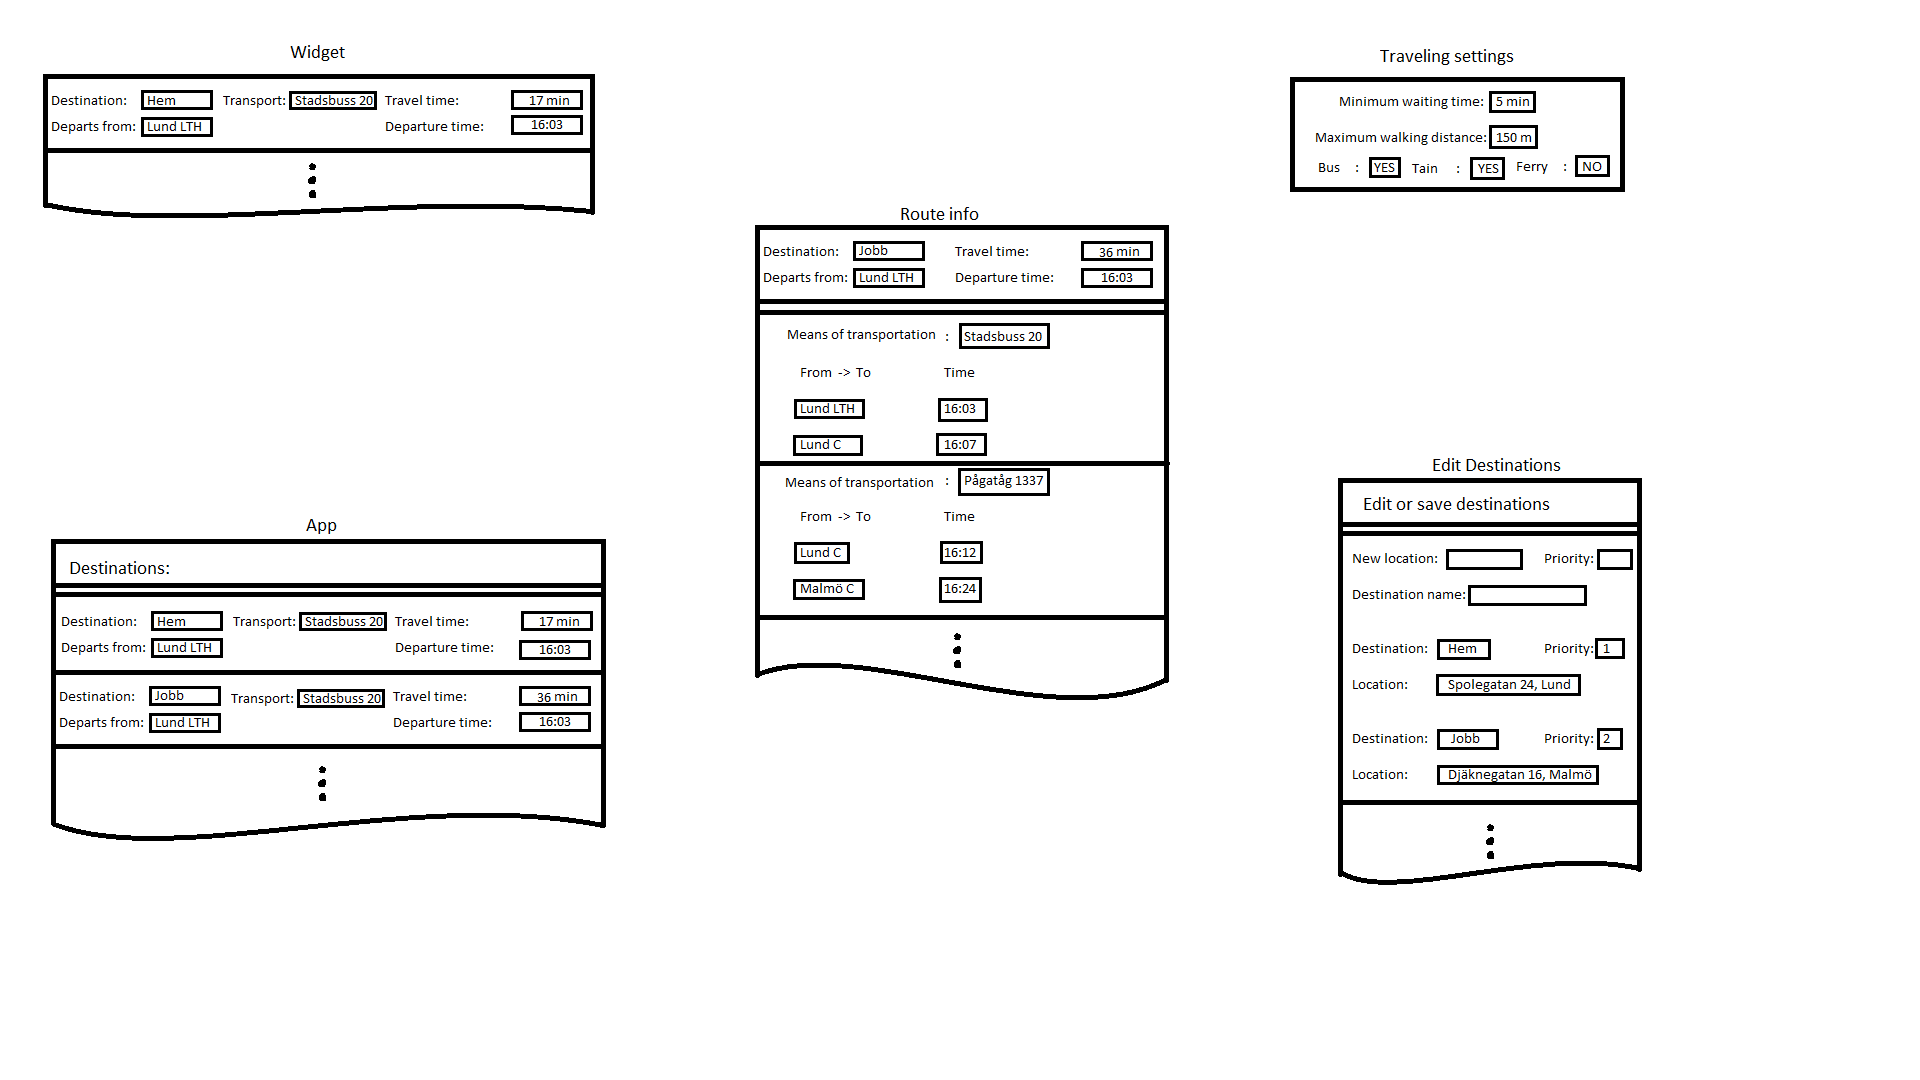 Widget
Destination: Hem Transport: Stadsbuss 20 Travel time: 17 min
Departs from: Lund LTH Departure time: 16:03
App
Destinations:
Destination: Hem Transport: Stadsbuss 20 Travel time: 17 min
Departs from: Lund LTH Departure time: 16:03
Destination: Jobb Transport: Stadsbuss 20 Travel time: 36 min
Departs from: Lund LTH Departure time: 16:03
Route info
Destination: Jobb Travel time: 36 min
Departs from: Lund LTH Departure time: 16:03
Means of transportation : Stadsbuss 20
From -> To Time
Lund LTH 16:03
Lund C 16:07
Means of transportation : Pågatåg 1337
From -> To Time
Lund C 16:12
Malmö C 16:24
Traveling settings
Minimum waiting time: 5 min
Maximum walking distance: 150 m
Bus : YES Tain : YES Ferry : NO
Edit Destinations
Edit or save destinations
New location: Priority:
Destination name:
Destination: Hem Priority: 1
Location: Spolegatan 24, Lund
Destination: Jobb Priority: 2
Location: Djäknegatan 16, Malmö